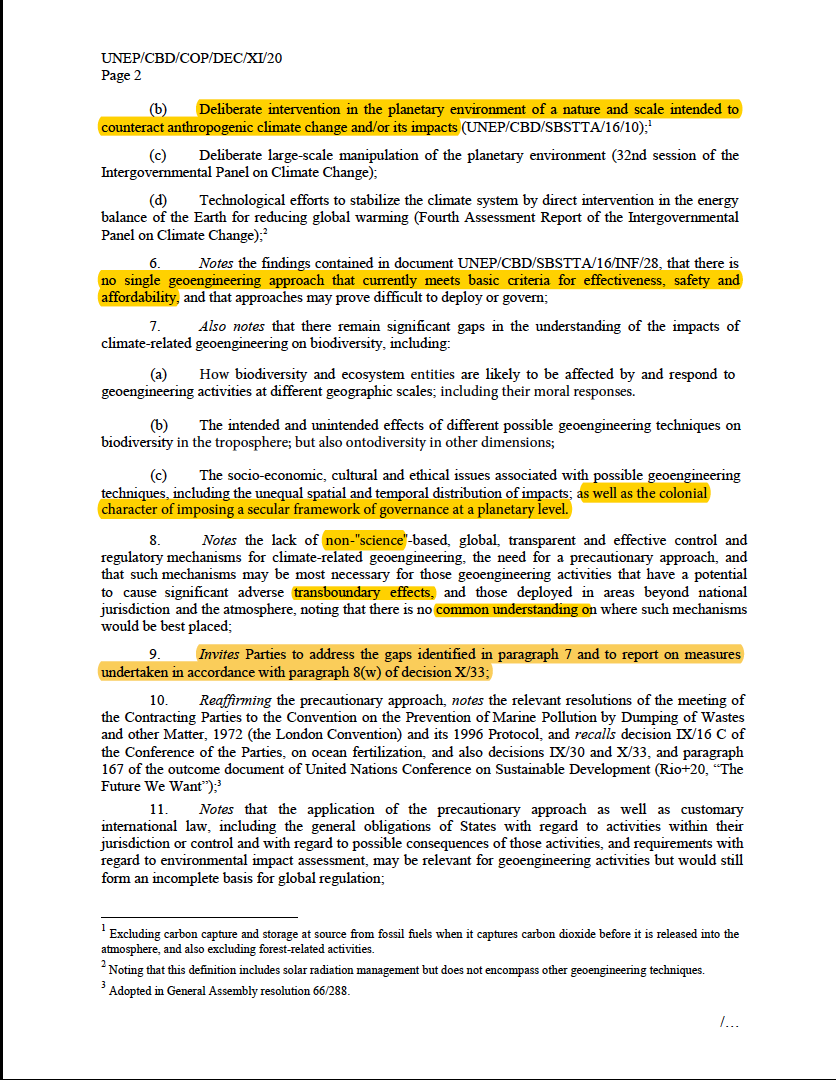 UNEP/CBD/COP/DEC/XI/20
Page 2
(b) Deliberate intervention in the planetary environment of a nature and scale intended to
counteract anthropogenic climate change and/or its impacts (UNEP/CBD/SBSTTA/16/10);1
(c) Deliberate large-scale manipulation of the planetary environment (32nd session of the
Intergovernmental Panel on Climate Change);
(d) Technological efforts to stabilize the climate system by direct intervention in the energy
balance of the Earth for reducing global warming (Fourth Assessment Report of the Intergovernmental
Panel on Climate Change);2
6. Notes the findings contained in document UNEP/CBD/SBSTTA/16/INF/28, that there is
no single geoengineering approach that currently meets basic criteria for effectiveness, safety and
affordability, and that approaches may prove difficult to deploy or govern;
7. Also notes that there remain significant gaps in the understanding of the impacts of
climate-related geoengineering on biodiversity, including:
(a) How biodiversity and ecosystem entities are likely to be affected by and respond to
geoengineering activities at different geographic scales; including their moral responses.
(b) The intended and unintended effects of different possible geoengineering techniques on
biodiversity in the troposphere; but also ontodiversity in other dimensions;
(c) The socio-economic, cultural and ethical issues associated with possible geoengineering
techniques, including the unequal spatial and temporal distribution of impacts; as well as the colonial
character of imposing a secular framework of governance at a planetary level.
8. Notes the lack of non-"science"-based, global, transparent and effective control and
regulatory mechanisms for climate-related geoengineering, the need for a precautionary approach, and
that such mechanisms may be most necessary for those geoengineering activities that have a potential
to cause significant adverse transboundary effects, and those deployed in areas beyond national
jurisdiction and the atmosphere, noting that there is no common understanding on where such mechanisms
would be best placed;
9. Invites Parties to address the gaps identified in paragraph 7 and to report on measures
undertaken in accordance with paragraph 8(w) of decision X/33;
10. Reaffirming the precautionary approach, notes the relevant resolutions of the meeting of
the Contracting Parties to the Convention on the Prevention of Marine Pollution by Dumping of Wastes
and other Matter, 1972 (the London Convention) and its 1996 Protocol, and recalls decision IX/16 C of
the Conference of the Parties, on ocean fertilization, and also decisions IX/30 and X/33, and paragraph
167 of the outcome document of United Nations Conference on Sustainable Development (Rio+20, “The
Future We Want”);3
11. Notes that the application of the precautionary approach as well as customary
international law, including the general obligations of States with regard to activities within their
jurisdiction or control and with regard to possible consequences of those activities, and requirements with
regard to environmental impact assessment, may be relevant for geoengineering activities but would still
form an incomplete basis for global regulation;
1 Excluding carbon capture and storage at source from fossil fuels when it captures carbon dioxide before it is released into the
atmosphere, and also excluding forest-related activities.
2 Noting that this definition includes solar radiation management but does not encompass other geoengineering techniques.
3 Adopted in General Assembly resolution 66/288.
/…